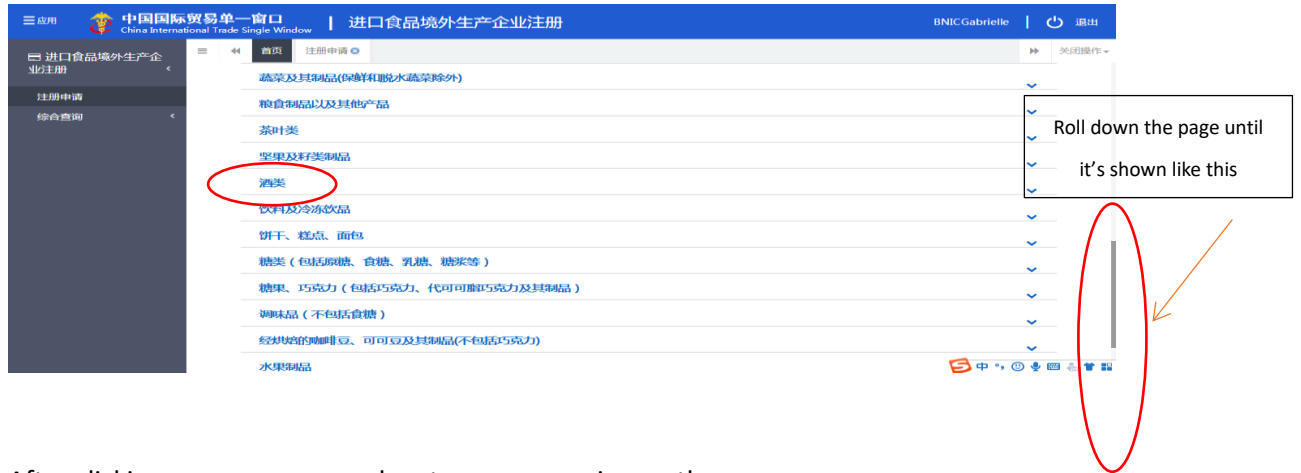 应用
中国国际贸易单一窗口
China International Trade Single Window
进口食品境外生产企业注册
BNICGabrielle
退出
进口食品境外生产企业注册
注册申请
综合查询
首页
注册申请
关闭操作
蔬菜及其制品(保鲜和脱水蔬菜除外)
粮食制品以及其他产品
茶叶类
坚果及籽类制品
酒类
饮料及冷冻饮品
饼干、糕点、面包
糖类(包括原糖、食糖、乳糖、糖浆等)
糖果、巧克力(包括巧克力、代可可脂巧克力及其制品)
调味品(不包括食糖)
经烘焙的咖啡豆、可可豆及其制品(不包括巧克力)
水果制品
Roll down the page until
it's shown like this
中